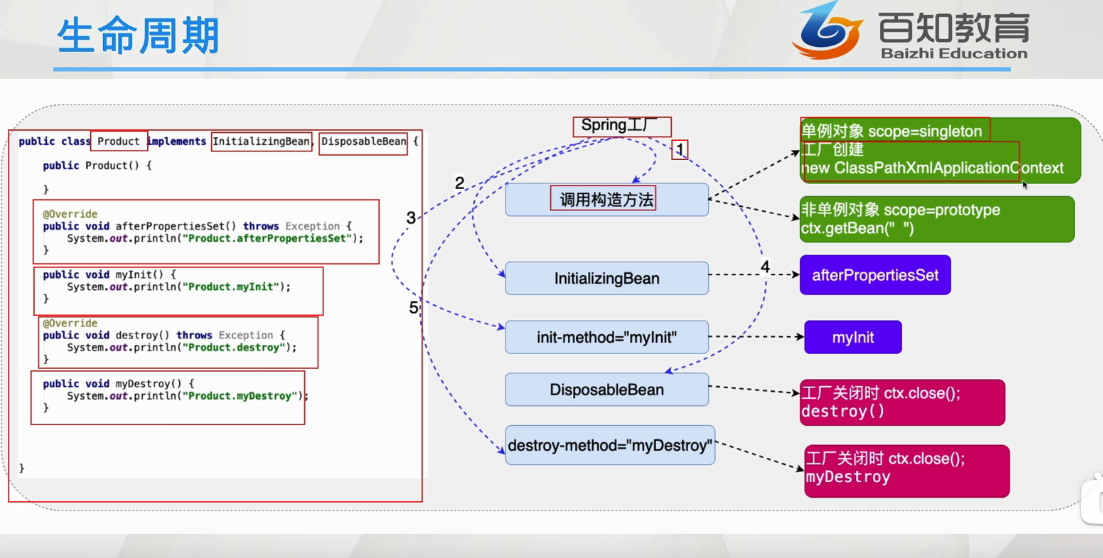 生命周期
百知教育
Baizhi Education
public class Product implements InitializingBean, DisposableBean {
public Product() {
}
@Override
public void afterPropertiesSet() throws Exception {
System.out.println("Product.afterPropertiesSet");
}
public void myInit() {
System.out.println("Product.myInit");
}
@Override
public void destroy() throws Exception {
System.out.println("Product.destroy");
}
public void myDestroy() {
System.out.println("Product.myDestroy");
}
}
Spring工厂
1
2
3
4
5
调用构造方法
InitializingBean
init-method="myInit"
DisposableBean
destroy-method="myDestroy"
单例对象 scope=singleton
工厂创建
new ClassPathXmlApplicationContext
非单例对象 scope=prototype
ctx.getBean(" ")
afterPropertiesSet
myInit
工厂关闭时 ctx.close();
destroy()
工厂关闭时 ctx.close();
myDestroy